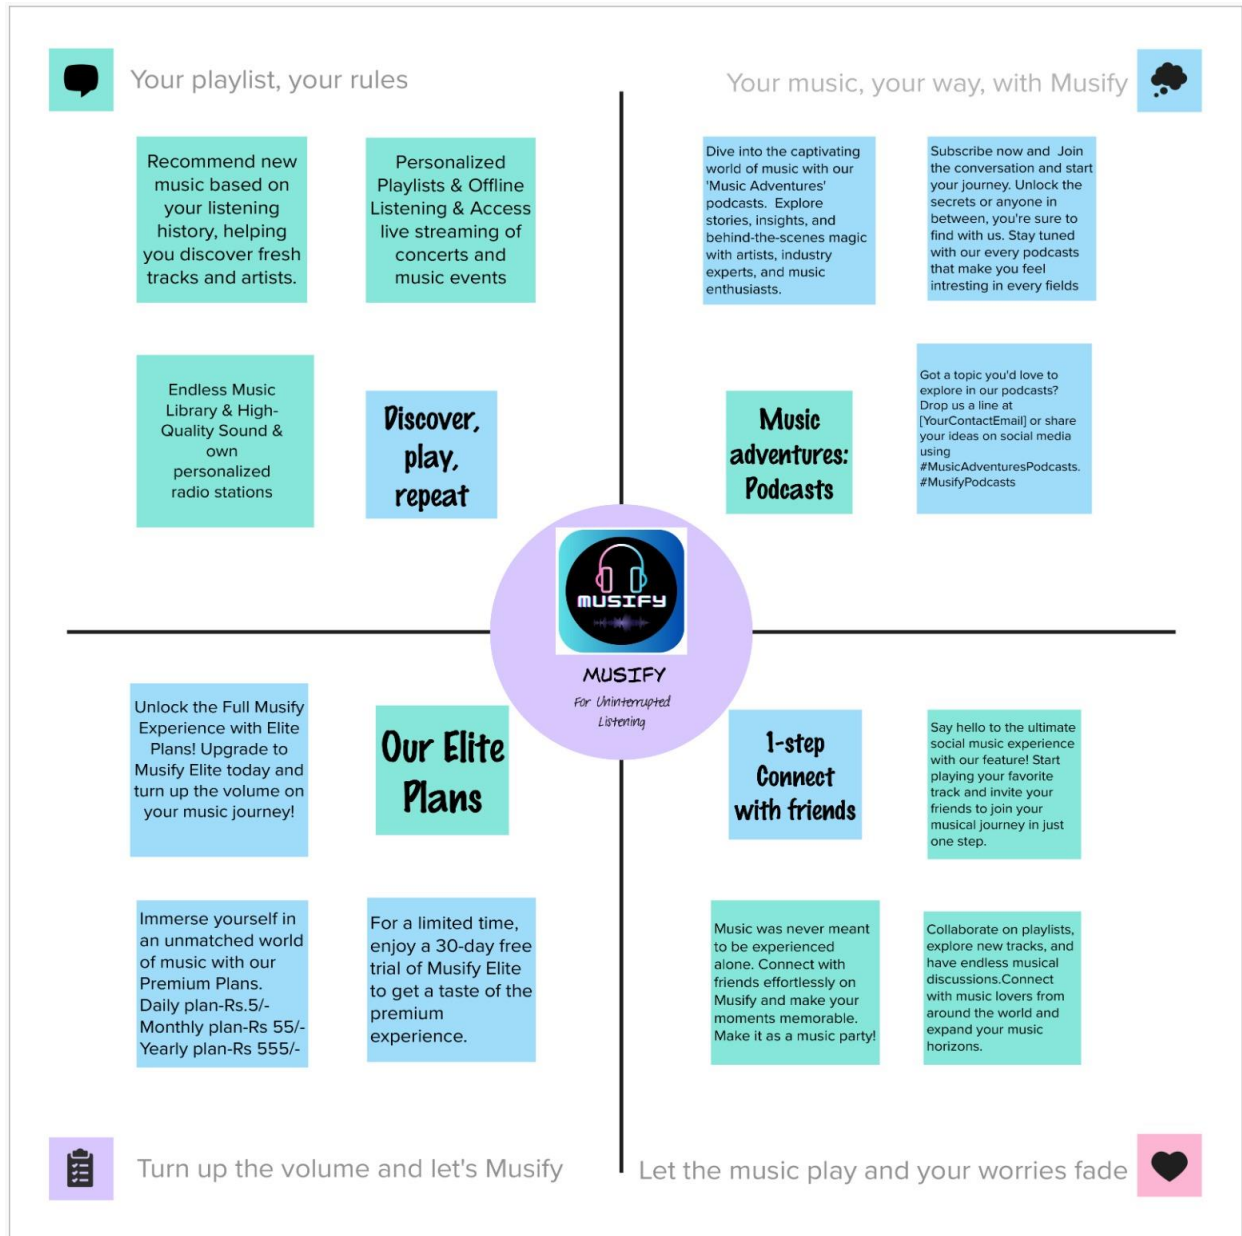 Your playlist, your rules
Recommend new
music based on
your listening
history, helping
you discover fresh
tracks and artists.
Personalized
Playlists & Offline
Listening & Access
live streaming of
concerts and
music events
Endless Music
Library & High-
Quality Sound &
own
personalized
radio stations
Discover,
play,
repeat
Your music, your way, with Musify
Dive into the captivating
world of music with our
'Music Adventures'
podcasts.  Explore
stories, insights, and
behind-the-scenes magic
with artists, industry
experts, and music
enthusiasts.
Subscribe now and  Join
the conversation and start
your journey. Unlock the
secrets or anyone in
between, you're sure to
find with us. Stay tuned
with our every podcasts
that make you feel
intresting in every fields
Music
adventures:
Podcasts
Got a topic you'd love to
explore in our podcasts?
Drop us a line at
[YourContactEmail] or share
your ideas on social media
using
#MusicAdventuresPodcasts.
#MusifyPodcasts
MUSIFY
MUSIFY
For Uninterrupted
Listening
Unlock the Full Musify
Experience with Elite
Plans! Upgrade to
Musify Elite today and
turn up the volume on
your music journey!
Our Elite
Plans
Immerse yourself in
an unmatched world
of music with our
Premium Plans.
Daily plan-Rs.5/-
Monthly plan-Rs 55/-
Yearly plan-Rs 555/-
For a limited time,
enjoy a 30-day free
trial of Musify Elite
to get a taste of the
premium
experience.
Turn up the volume and let's Musify
1-step
Connect
with friends
Say hello to the ultimate
social music experience
with our feature! Start
playing your favorite
track and invite your
friends to join your
musical journey in just
one step.
Music was never meant
to be experienced
alone. Connect with
friends effortlessly on
Musify and make your
moments memorable.
Make it as a music party!
Collaborate on playlists,
explore new tracks, and
have endless musical
discussions.Connect
with music lovers from
around the world and
expand your music
horizons.
Let the music play and your worries fade